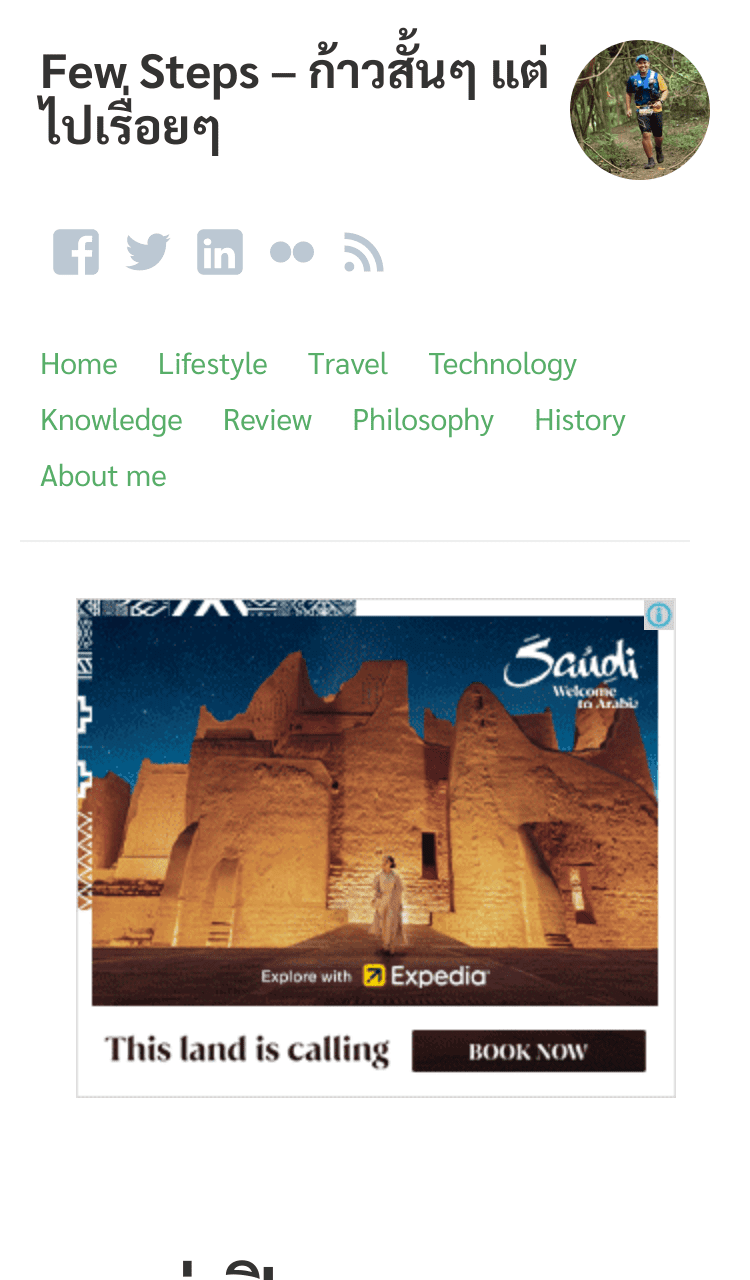 Few Steps – ก้าวสั้นๆ แต่
ไปเรื่อยๆ
Home Lifestyle Travel Technology
Knowledge Review Philosophy History
About me
Saudi
Welcome
to Arabia
Explore with Expedia
This land is calling BOOK NOW